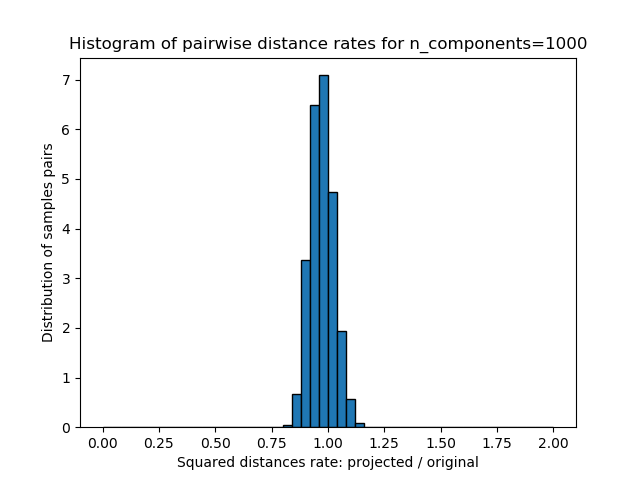 Histogram of pairwise distance rates for n_components=1000
Distribution of samples pairs
7
6
5
4
3
2
1
0
0.00 0.25 0.50 0.75 1.00 1.25 1.50 1.75 2.00
Squared distances rate: projected / original